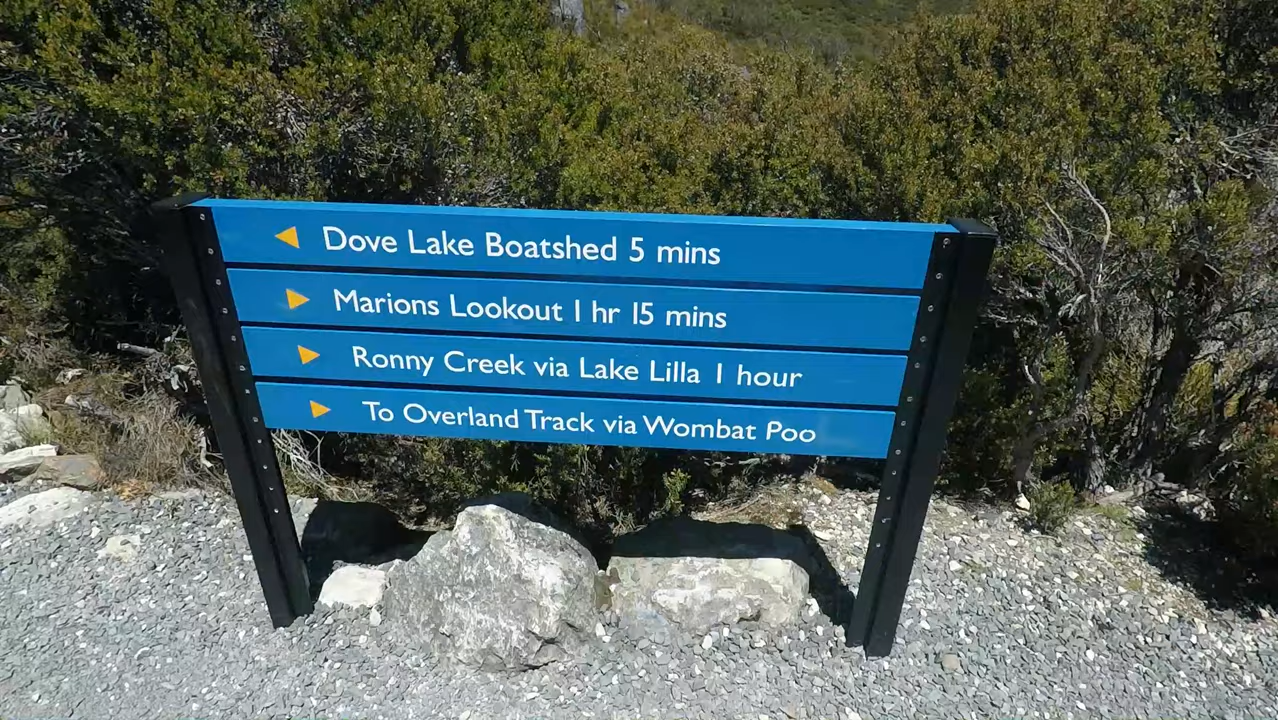 Dove Lake Boatshed 5 mins
Marions Lookout 1 hr 15 mins
Ronny Creek via Lake Lilla 1 hour
To Overland Track via Wombat Poo